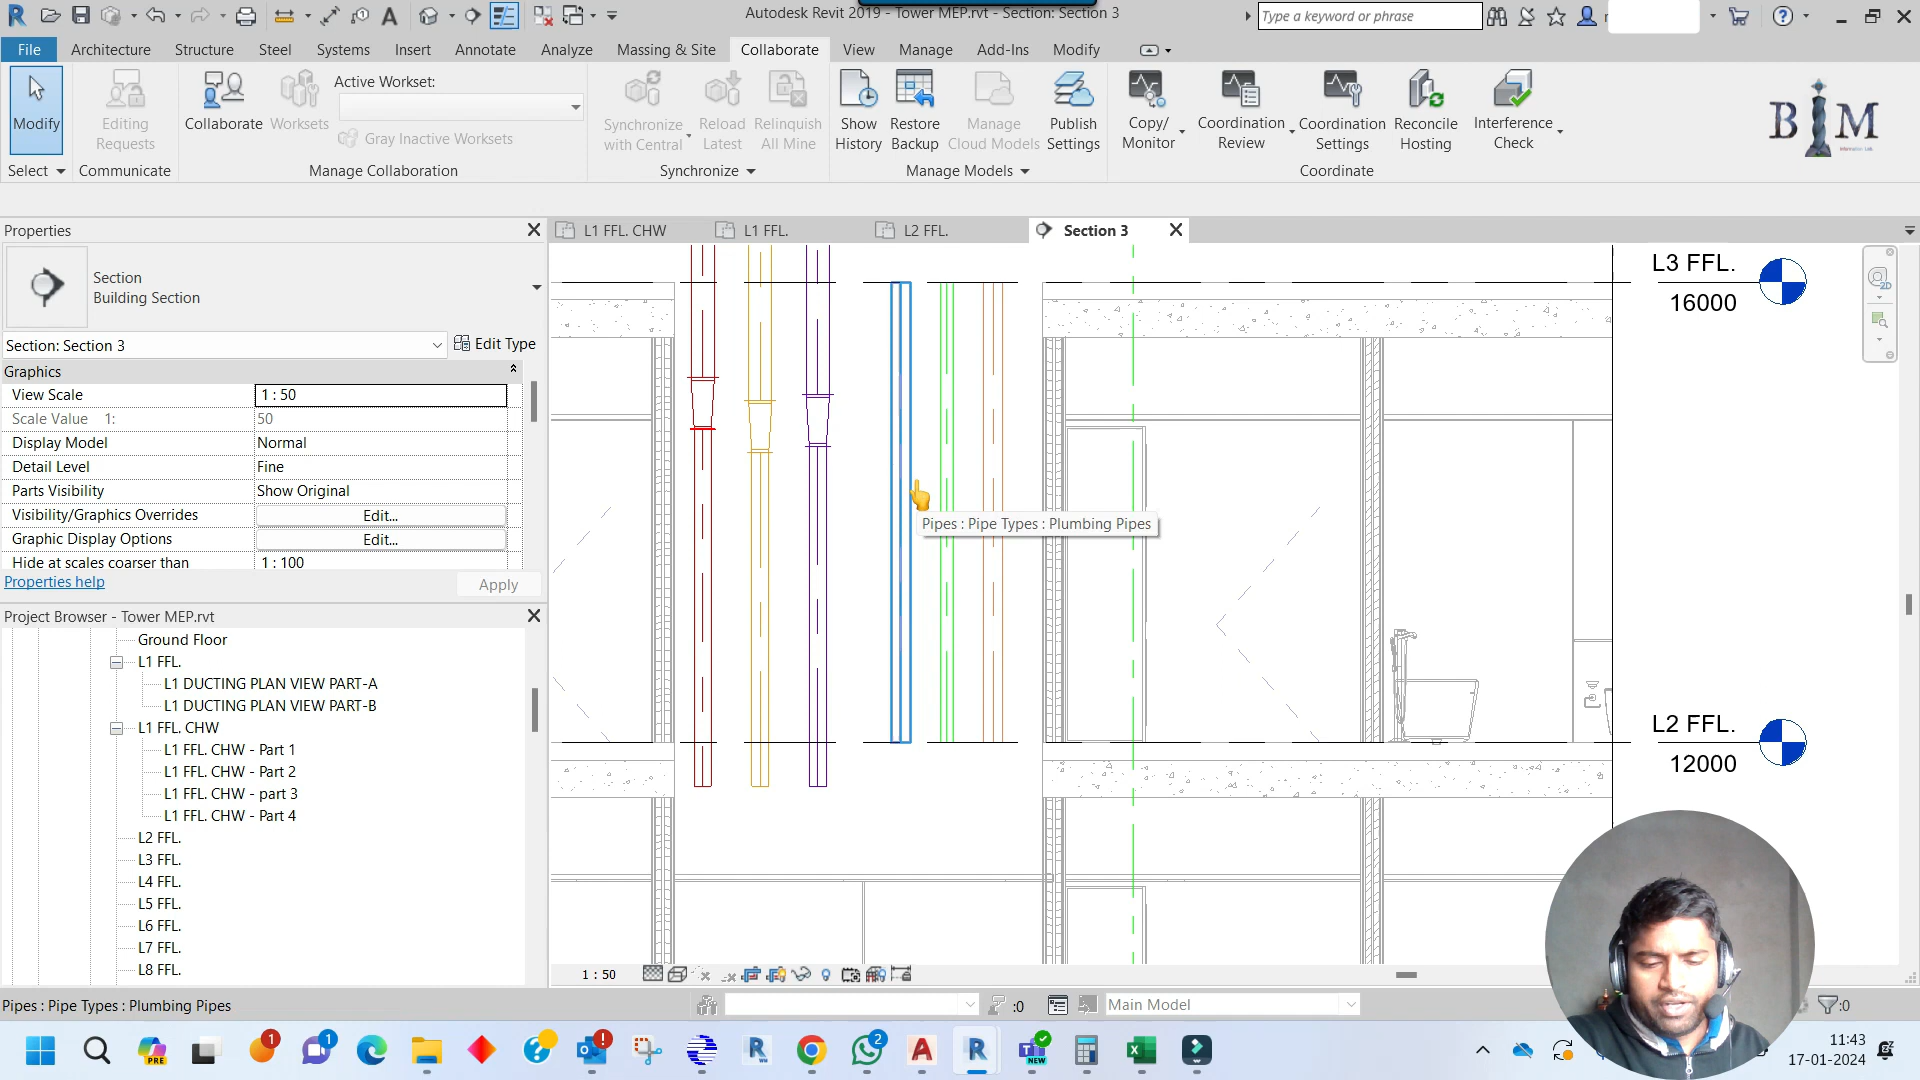 Autodesk Revit 2019 - Tower MEP.rvt - Section: Section 3
Type a keyword or phrase
File
Architecture
Structure
Steel
Systems
Insert
Annotate
Analyze
Massing & Site
Collaborate
View
Manage
Add-Ins
Modify
Modify
Editing
Requests
Collaborate
Worksets
Active Workset:
Gray Inactive Worksets
Synchronize
with Central
Reload
Latest
Relinquish
All Mine
Show
History
Restore
Backup
Manage
Cloud Models
Publish
Settings
Copy/
Monitor
Coordination
Review
Coordination
Settings
Reconcile
Hosting
Interference
Check
BIM
Select
Communicate
Manage Collaboration
Synchronize
Manage Models
Coordinate
Properties
L1 FFL. CHW
L1 FFL.
L2 FFL.
Section 3
Section
Building Section
Section: Section 3
Edit Type
Graphics
View Scale
1 : 50
Scale Value 1:
50
Display Model
Normal
Detail Level
Fine
Parts Visibility
Show Original
Visibility/Graphics Overrides
Edit...
Graphic Display Options
Edit...
Hide at scales coarser than
1 : 100
Properties help
Apply
Project Browser - Tower MEP.rvt
Ground Floor
L1 FFL.
L1 DUCTING PLAN VIEW PART-A
L1 DUCTING PLAN VIEW PART-B
L1 FFL. CHW
L1 FFL. CHW - Part 1
L1 FFL. CHW - Part 2
L1 FFL. CHW - part 3
L1 FFL. CHW - Part 4
L2 FFL.
L3 FFL.
L4 FFL.
L5 FFL.
L6 FFL.
L7 FFL.
L8 FFL.
L3 FFL.
16000
2D
Pipes : Pipe Types : Plumbing Pipes
L2 FFL.
12000
1 : 50
Pipes : Pipe Types : Plumbing Pipes
:0
Main Model
:0
PRE
1
1
2
NEW
11:43
17-01-2024